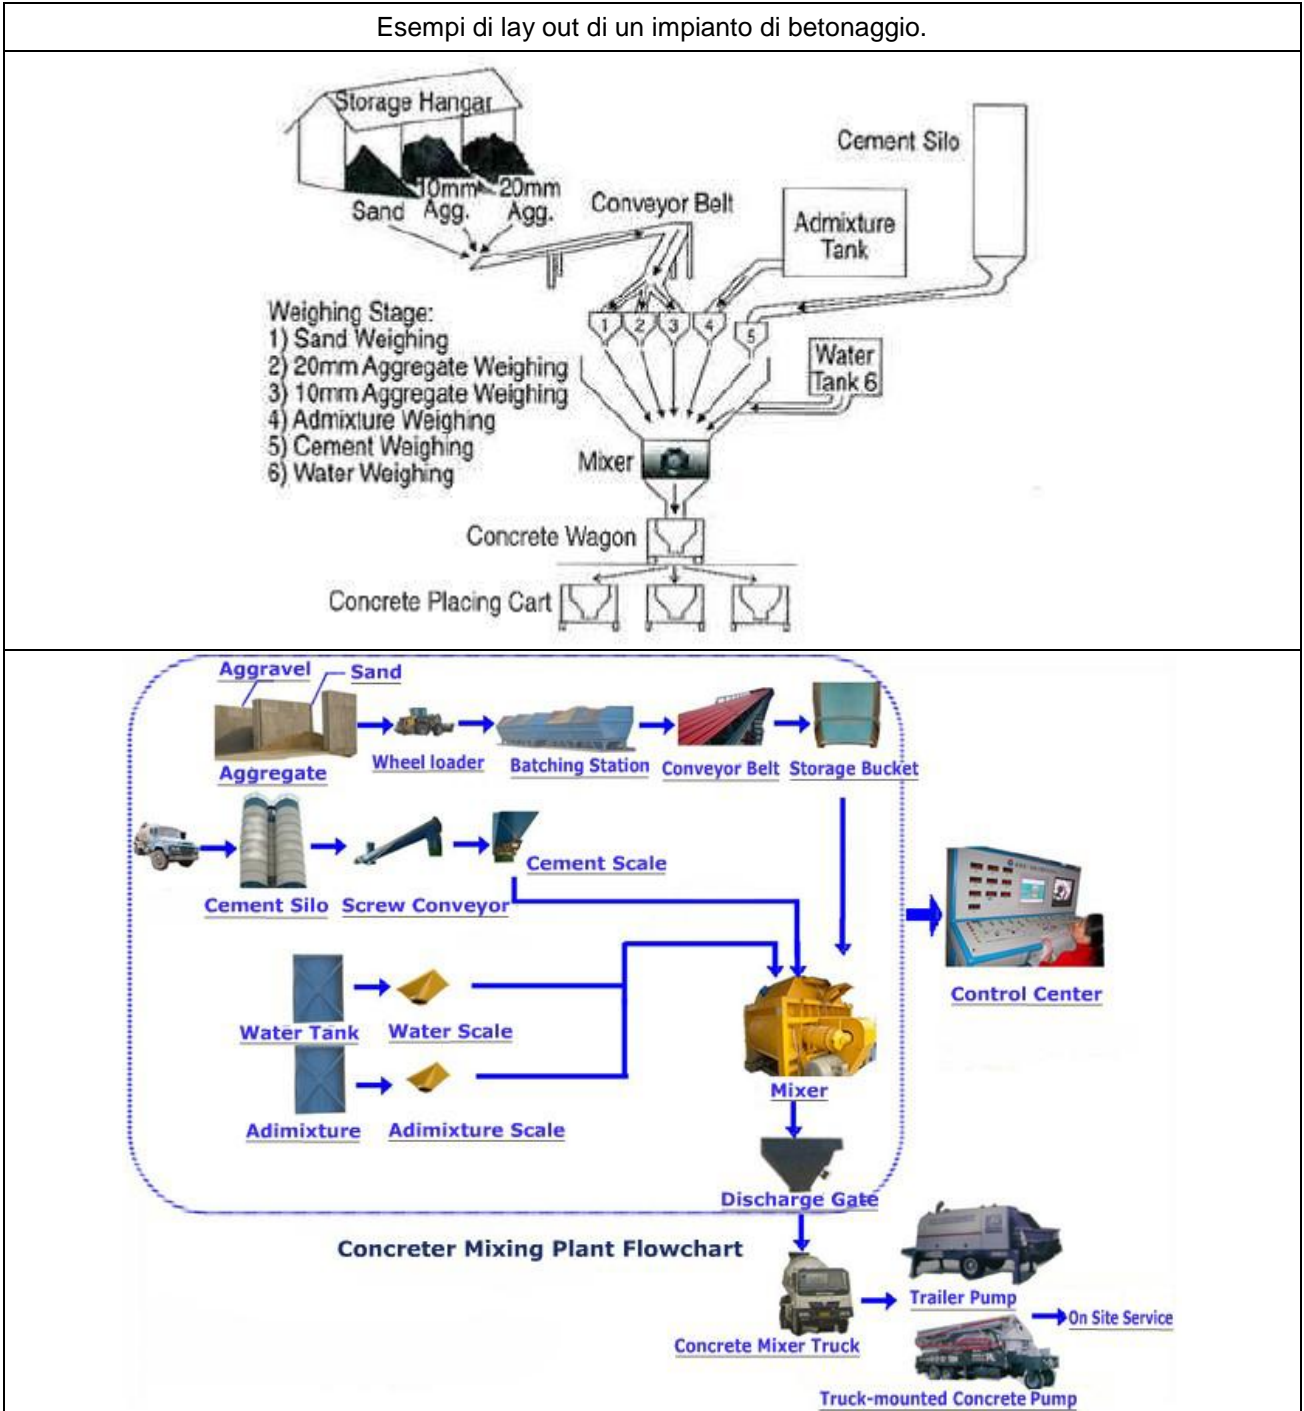 Esempi di lay out di un impianto di betonaggio.
Storage Hangar
Cement Silo
10mm 20mm
Sand Agg. Agg.
Conveyor Belt
Admixture
Tank
Weighing Stage:
1) Sand Weighing
2) 20mm Aggregate Weighing
3) 10mm Aggregate Weighing
4) Admixture Weighing
5) Cement Weighing
6) Water Weighing
1 2 3 4 5
Water
Tank 6
Mixer
Concrete Wagon
Concrete Placing Cart
Aggravel Sand
Aggregate
Wheel loader
Batching Station
Conveyor Belt
Storage Bucket
Cement Scale
Cement Silo
Screw Conveyor
Control Center
Water Tank
Water Scale
Mixer
Adimixture
Adimixture Scale
Discharge Gate
Concreter Mixing Plant Flowchart
Trailer Pump
On Site Service
Concrete Mixer Truck
Truck-mounted Concrete Pump